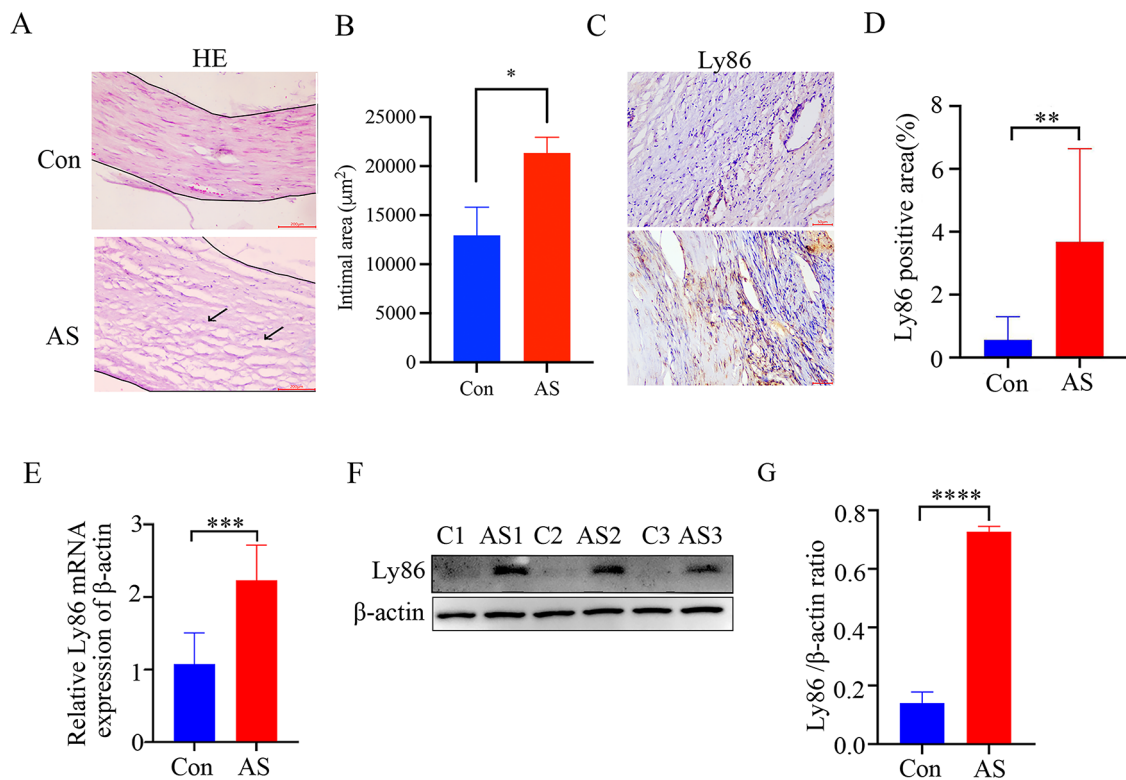 A
HE
Con
AS
B
*
25000
20000
15000
10000
5000
0
Intimal area (μm²)
Con
AS
C
Ly86
D
**
8
6
4
2
0
Ly86 positive area(%)
Con
AS
E
***
3
2
1
0
Relative Ly86 mRNA
expression of β-actin
Con
AS
F
C1 AS1 C2 AS2 C3 AS3
Ly86
β-actin
G
****
0.8
0.6
0.4
0.2
0.0
Ly86 /β-actin ratio
Con
AS